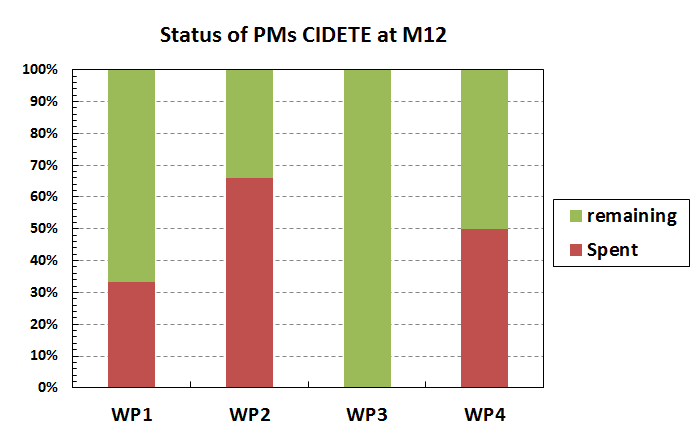 Status of PMs CIDETE at M12
100%
90%
80%
70%
60%
50%
40%
30%
20%
10%
0%
WP1 WP2 WP3 WP4
remaining
Spent